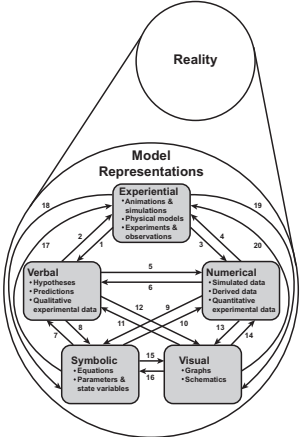 Reality
Model
Representations
18
19
Experiential
• Animations &
simulations
• Physical models
• Experiments &
observations
17
2
1
4
3
20
Verbal
• Hypotheses
• Predictions
• Qualitative
experimental data
5
6
Numerical
• Simulated data
• Derived data
• Quantitative
experimental data
12
9
7
8
11
10
13
14
Symbolic
• Equations
• Parameters &
state variables
15
16
Visual
• Graphs
• Schematics